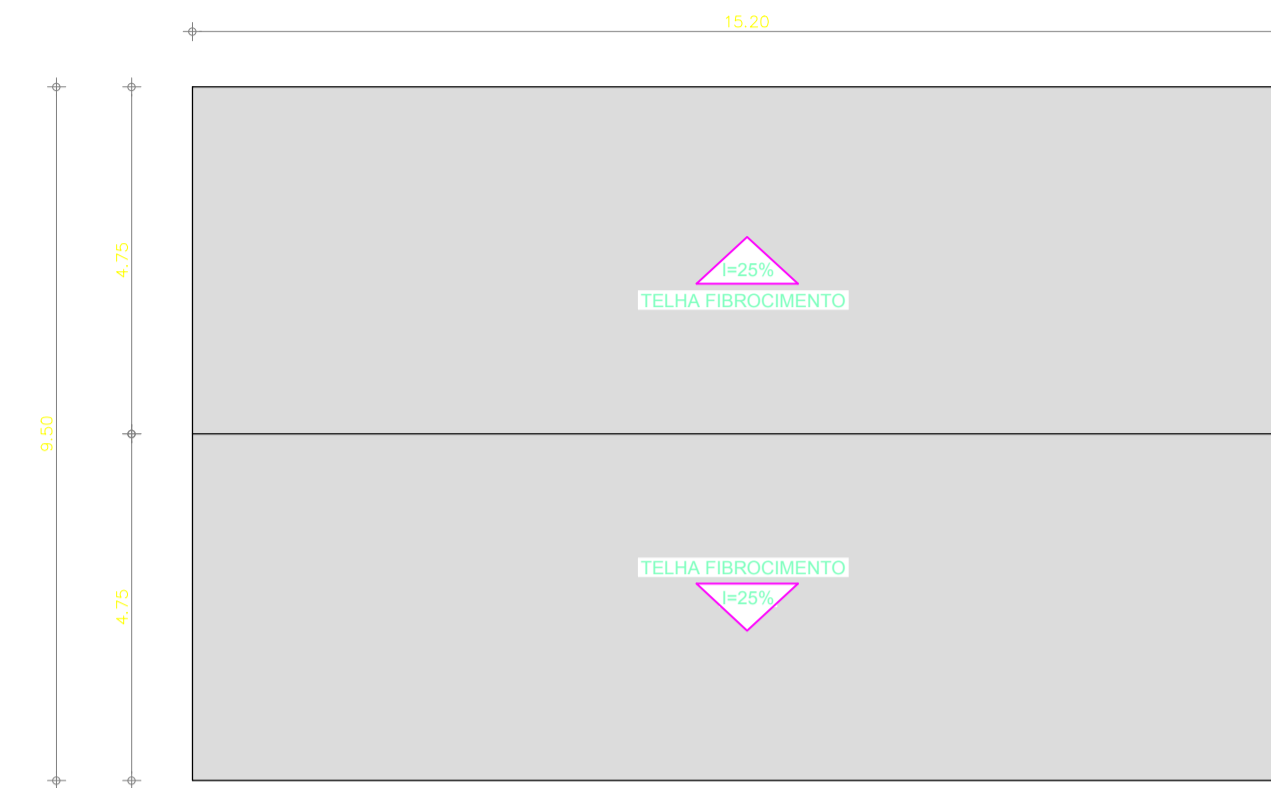 15.20
4.75
I=25%
TELHA FIBROCIMENTO
9.50
TELHA FIBROCIMENTO
I=25%
4.75